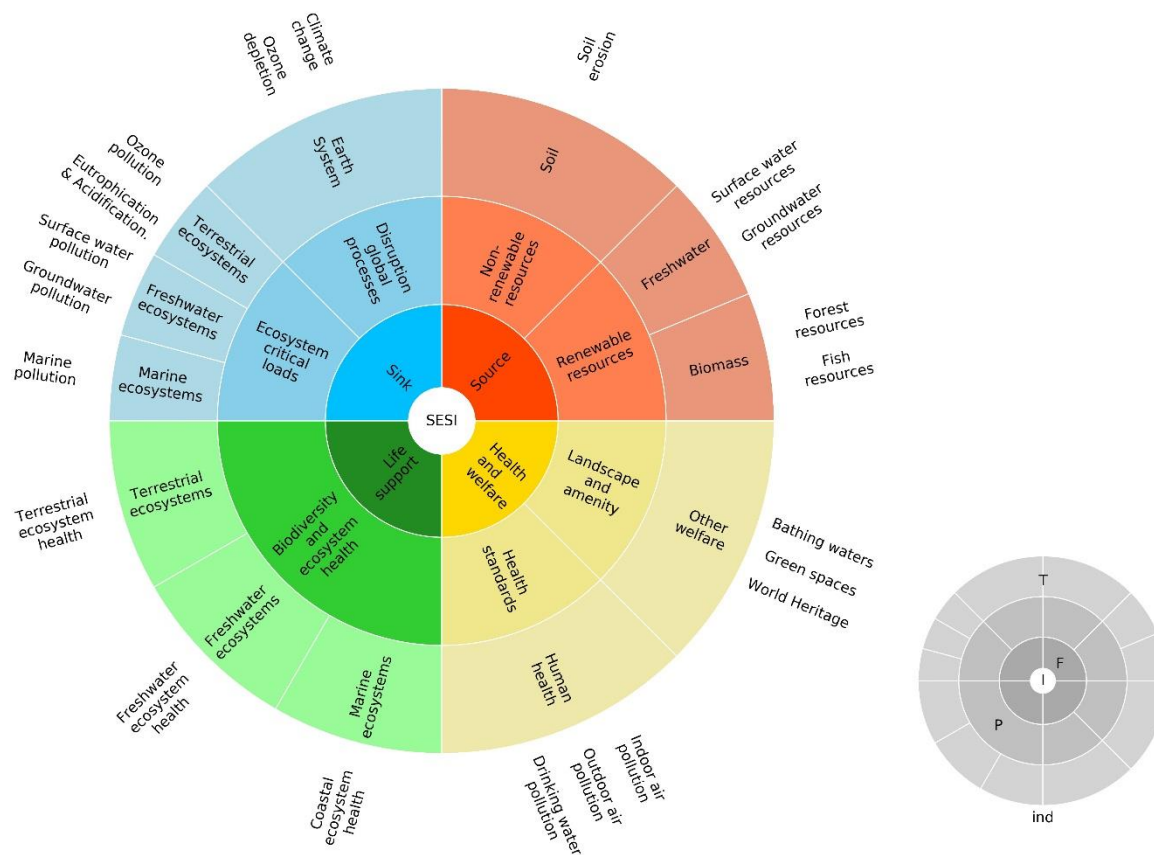 Climate
change
Ozone
depletion
Soil
erosion
Ozone
pollution
Eutrophication
& Acidification.
Surface water
pollution
Groundwater
pollution
Marine
pollution
Surface water
resources
Groundwater
resources
Forest
resources
Fish
resources
Earth
System
Soil
Terrestrial
ecosystems
Freshwater
ecosystems
Marine
ecosystems
Freshwater
Biomass
Disruption
global
processes
Ecosystem
critical
loads
Non-
renewable
resources
Renewable
resources
Sink
Source
SESI
Life
support
Health
and
welfare
Biodiversity
and
ecosystem
health
Landscape
and
amenity
Health
standards
Terrestrial
ecosystems
Freshwater
ecosystems
Marine
ecosystems
Other
welfare
Human
health
Terrestrial
ecosystem
health
Freshwater
ecosystem
health
Coastal
ecosystem
health
Bathing waters
Green spaces
World Heritage
Indoor air
pollution
Outdoor air
pollution
Drinking water
pollution
T
F
I
P
ind